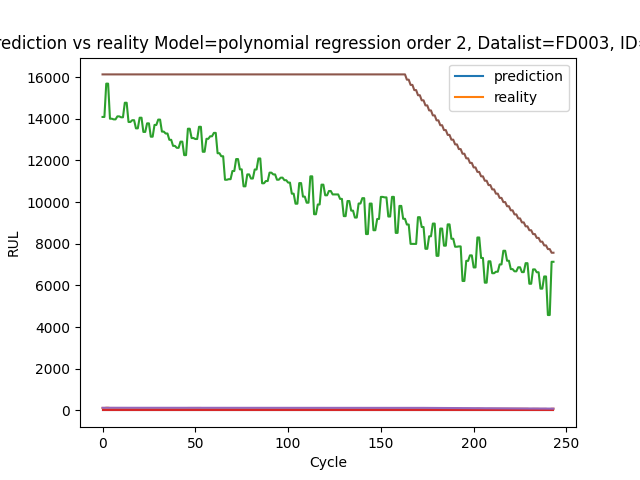 rediction vs reality Model=polynomial regression order 2, Datalist=FD003, ID=
16000
14000
12000
10000
8000
6000
4000
2000
0
RUL
prediction
reality
0 50 100 150 200 250
Cycle